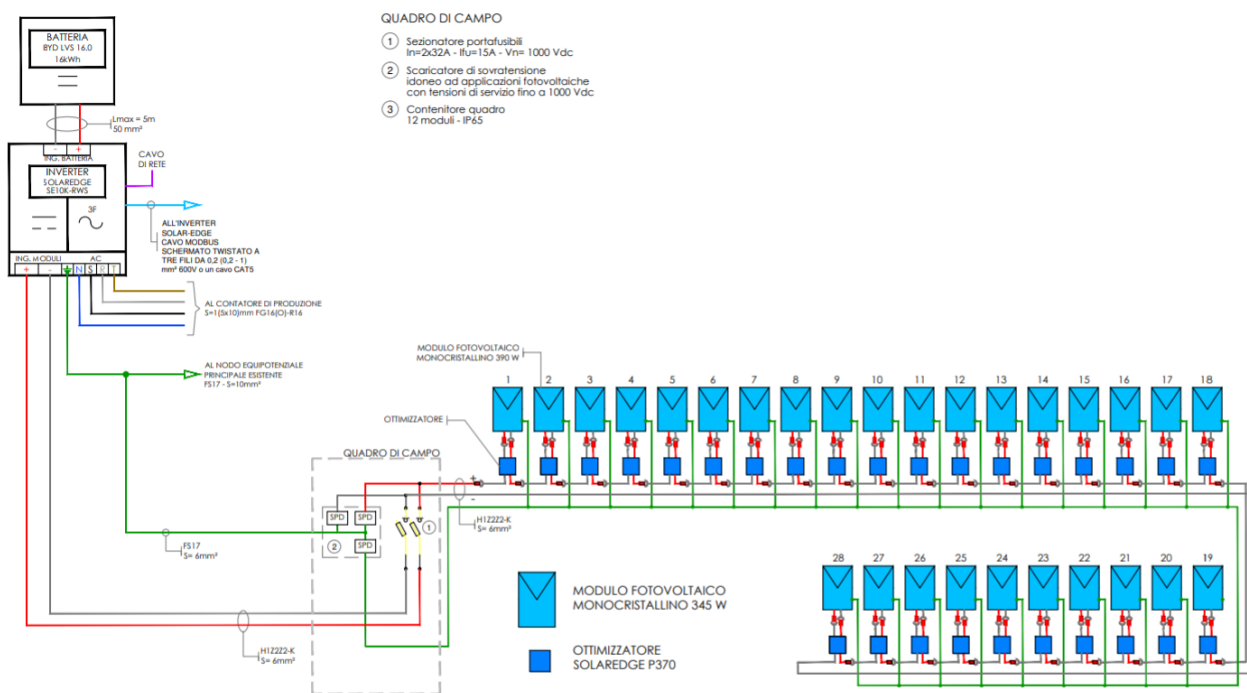 QUADRO DI CAMPO
1 Sezionatore portafusibili
In=2x32A - Ifu=15A - Vn= 1000 Vdc
2 Scaricatore di sovratensione
idoneo ad applicazioni fotovoltaiche
con tensioni di servizio fino a 1000 Vdc
3 Contenitore quadro
12 moduli - IP65
BATTERIA
BYD LVS 16.0
16kWh
Lmax = 5m
50 mm²
- +
ING. BATTERIA
INVERTER
SOLAREDGE
SE10K-RWS
3F
CAVO
DI RETE
ALL'INVERTER
SOLAR-EDGE
CAVO MODBUS
SCHERMATO TWISTATO A
TRE FILI DA 0,2 (0,2 - 1)
mm² 600V o un cavo CAT5
ING. MODULI AC
+ - N S R T
AL CONTATORE DI PRODUZIONE
S=1(5x10)mm FG16(O)-R16
AL NODO EQUIPOTENZIALE
PRINCIPALE ESISTENTE
FS17 - S=10mm²
MODULO FOTOVOLTAICO
MONOCRISTALLINO 390 W
1 2 3 4 5 6 7 8 9 10 11 12 13 14 15 16 17 18
OTTIMIZZATORE
QUADRO DI CAMPO
+
-
SPD SPD
1
2 SPD
H1Z2Z2-K
S= 6mm²
FS17
S= 6mm²
H1Z2Z2-K
S= 6mm²
28 27 26 25 24 23 22 21 20 19
MODULO FOTOVOLTAICO
MONOCRISTALLINO 345 W
OTTIMIZZATORE
SOLAREDGE P370